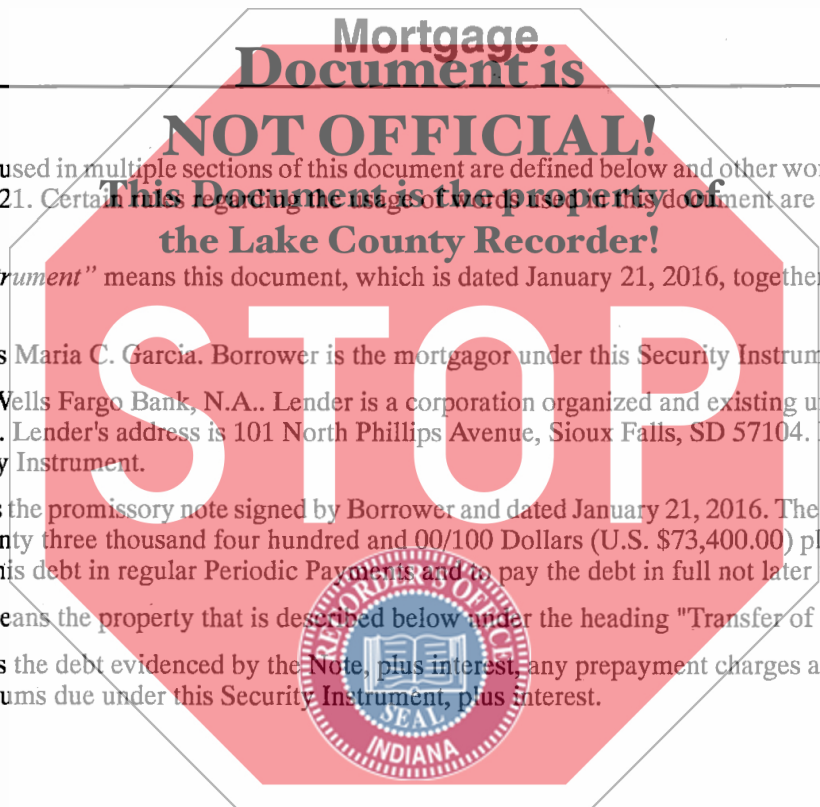 Mortgage
Document is
NOT OFFICIAL!
used in multiple sections of this document are defined below and other wor
This Document is the property of
21. Certain rules regarding the usage of words used in this document are
the Lake County Recorder!
rument” means this document, which is dated January 21, 2016, together
s Maria C. Garcia. Borrower is the mortgagor under this Security Instrum
Wells Fargo Bank, N.A.. Lender is a corporation organized and existing u
. Lender's address is 101 North Phillips Avenue, Sioux Falls, SD 57104.
y Instrument.
STOP
s the promissory note signed by Borrower and dated January 21, 2016. The
nty three thousand four hundred and 00/100 Dollars (U.S. $73,400.00) pl
is debt in regular Periodic Payments and to pay the debt in full not later
eans the property that is described below under the heading "Transfer of
s the debt evidenced by the Note, plus interest, any prepayment charges a
ums due under this Security Instrument, plus interest.
RECORDER'S OFFICE
SEAL
INDIANA